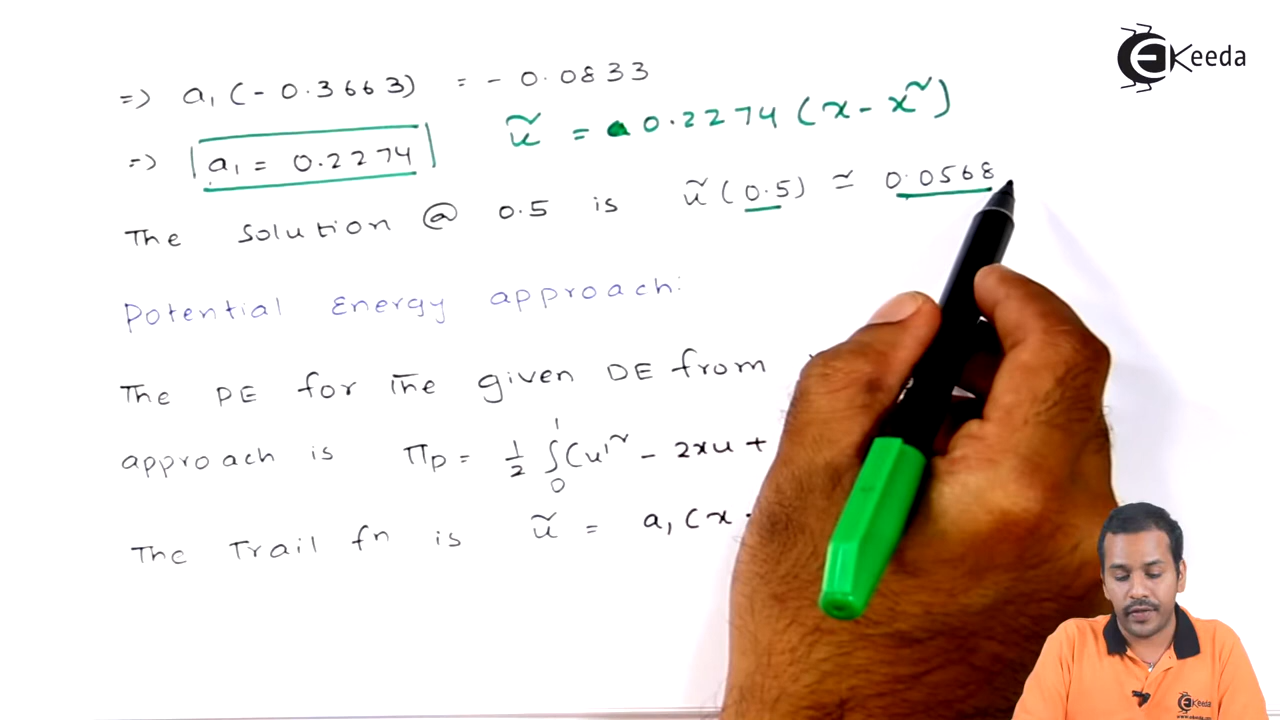 EKeeda
=> a₁ (-0.3663) = - 0.0833
=> a₁ = 0.2274 ũ = 0.2274 (x - x²)
The Solution @ 0.5 is ũ (0.5) ≃ 0.0568
Potential Energy approach:
The PE for the given DE from
approach is Πp = 1/2 ∫₀¹ (u'² - 2xu +
The Trail fn is ũ = a₁ (x
EKeeda